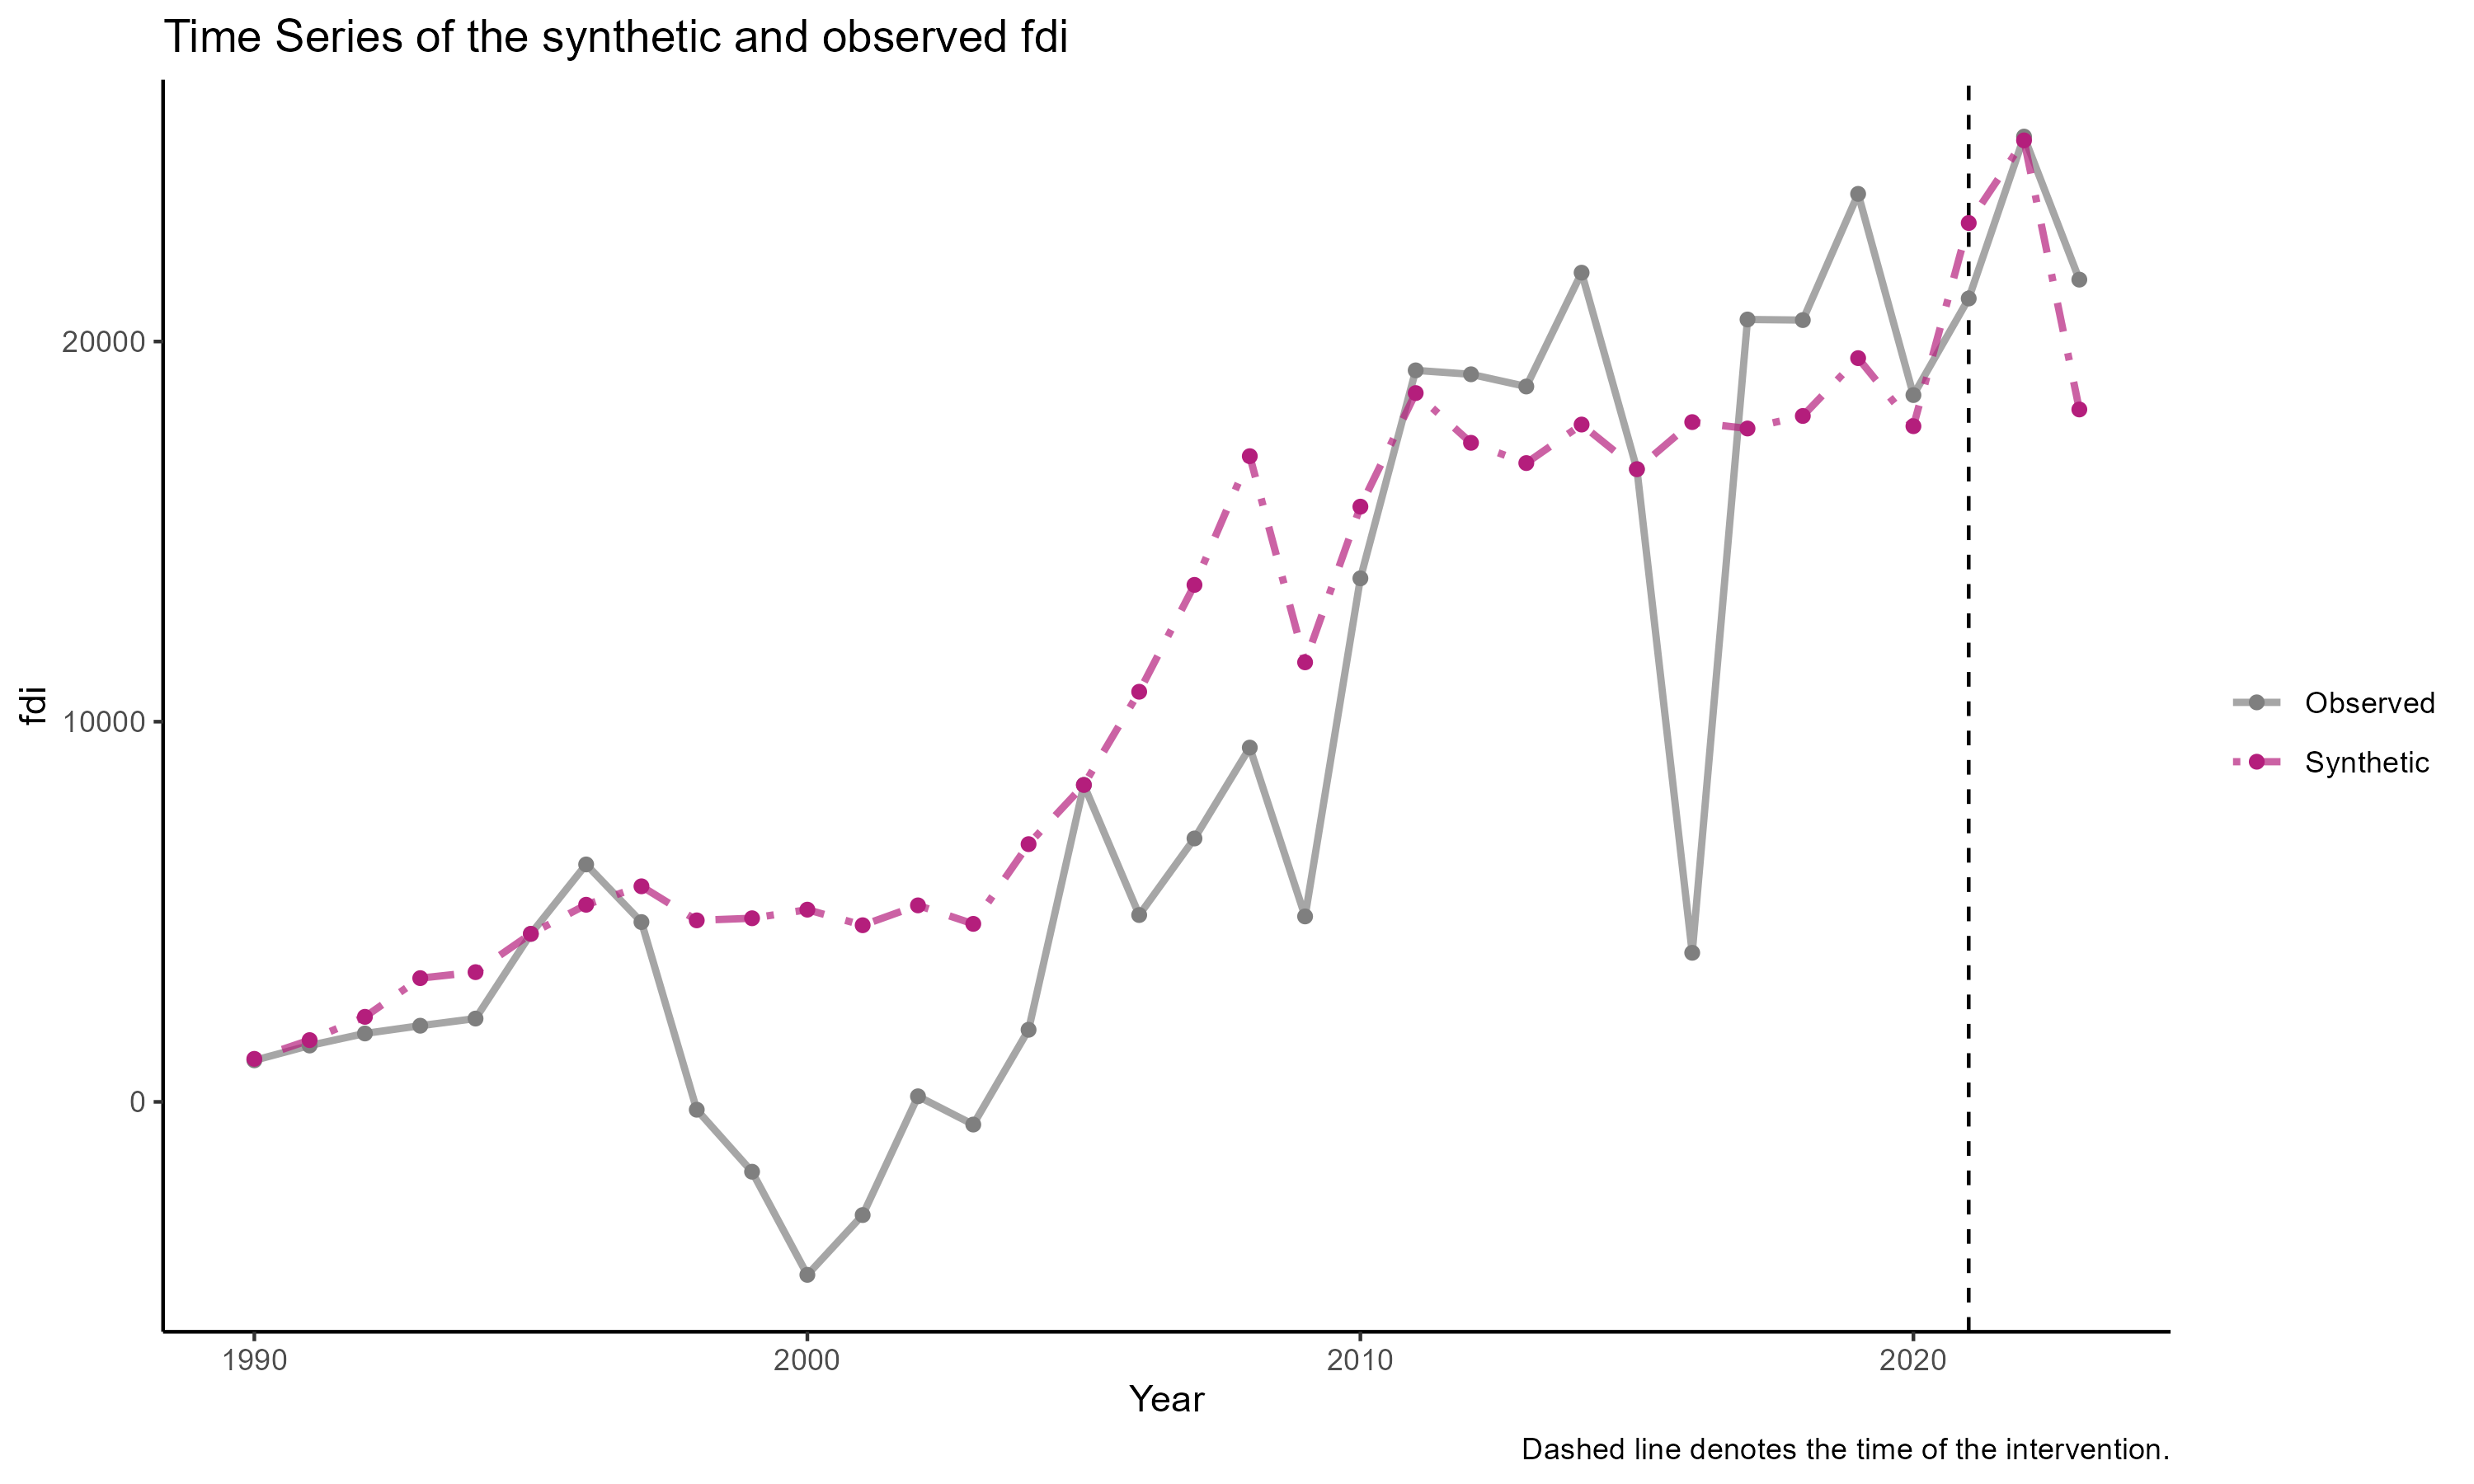 Time Series of the synthetic and observed fdi
fdi
20000
10000
0
1990
2000
2010
2020
Year
Observed
Synthetic
Dashed line denotes the time of the intervention.